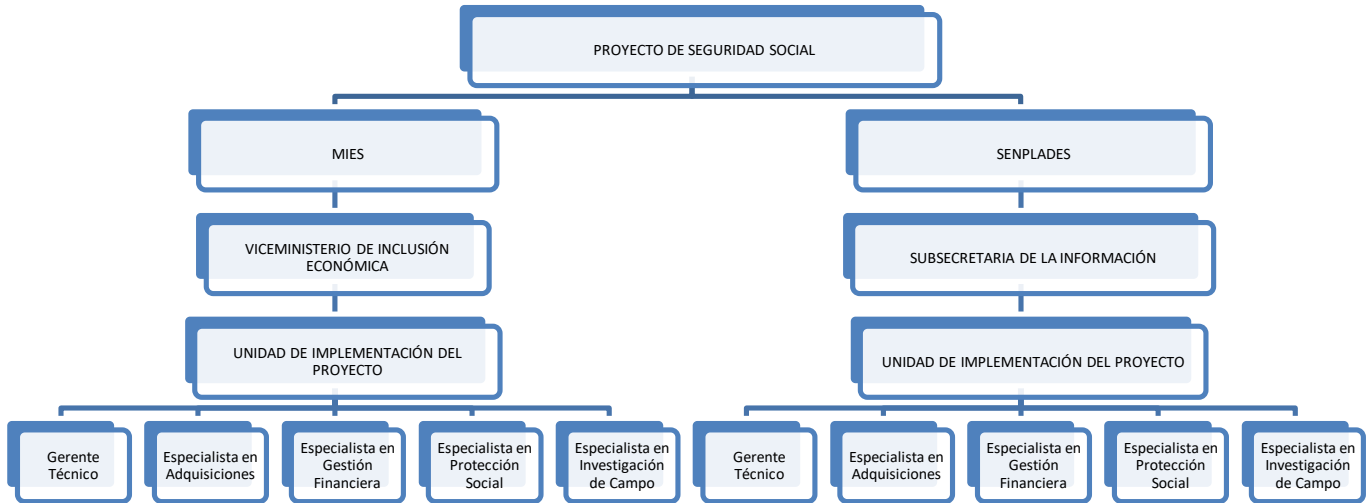 PROYECTO DE SEGURIDAD SOCIAL
MIES
SENPLADES
VICEMINISTERIO DE INCLUSIÓN
ECONÓMICA
SUBSECRETARIA DE LA INFORMACIÓN
UNIDAD DE IMPLEMENTACIÓN DEL
PROYECTO
UNIDAD DE IMPLEMENTACIÓN DEL PROYECTO
Gerente
Técnico
Especialista en
Adquisiciones
Especialista en
Gestión
Financiera
Especialista en
Protección
Social
Especialista en
Investigación
de Campo
Gerente
Técnico
Especialista en
Adquisiciones
Especialista en
Gestión
Financiera
Especialista en
Protección
Social
Especialista en
Investigación
de Campo